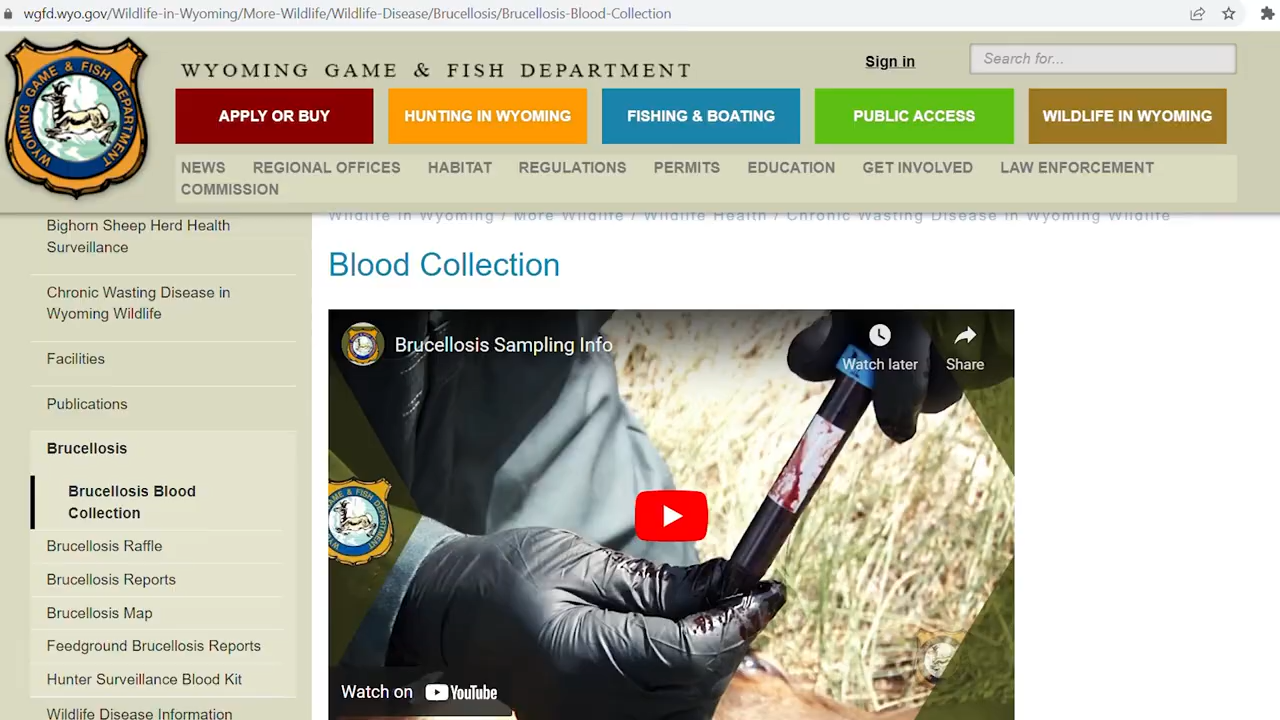 wgfd.wyo.gov/Wildlife-in-Wyoming/More-Wildlife/Wildlife-Disease/Brucellosis/Brucellosis-Blood-Collection
WYOMING GAME & FISH DEPARTMENT
WYOMING GAME & FISH DEPARTMENT
Sign in
Search for...
APPLY OR BUY
HUNTING IN WYOMING
FISHING & BOATING
PUBLIC ACCESS
WILDLIFE IN WYOMING
NEWS
REGIONAL OFFICES
HABITAT
REGULATIONS
PERMITS
EDUCATION
GET INVOLVED
LAW ENFORCEMENT
COMMISSION
Bighorn Sheep Herd Health
Surveillance
Chronic Wasting Disease in
Wyoming Wildlife
Facilities
Publications
Brucellosis
Brucellosis Blood
Collection
Brucellosis Raffle
Brucellosis Reports
Brucellosis Map
Feedground Brucellosis Reports
Hunter Surveillance Blood Kit
Wildlife Disease Information
Wildlife in Wyoming / More Wildlife / Wildlife Health / Chronic Wasting Disease in Wyoming Wildlife
Blood Collection
Brucellosis Sampling Info
Watch later
Share
Watch on YouTube